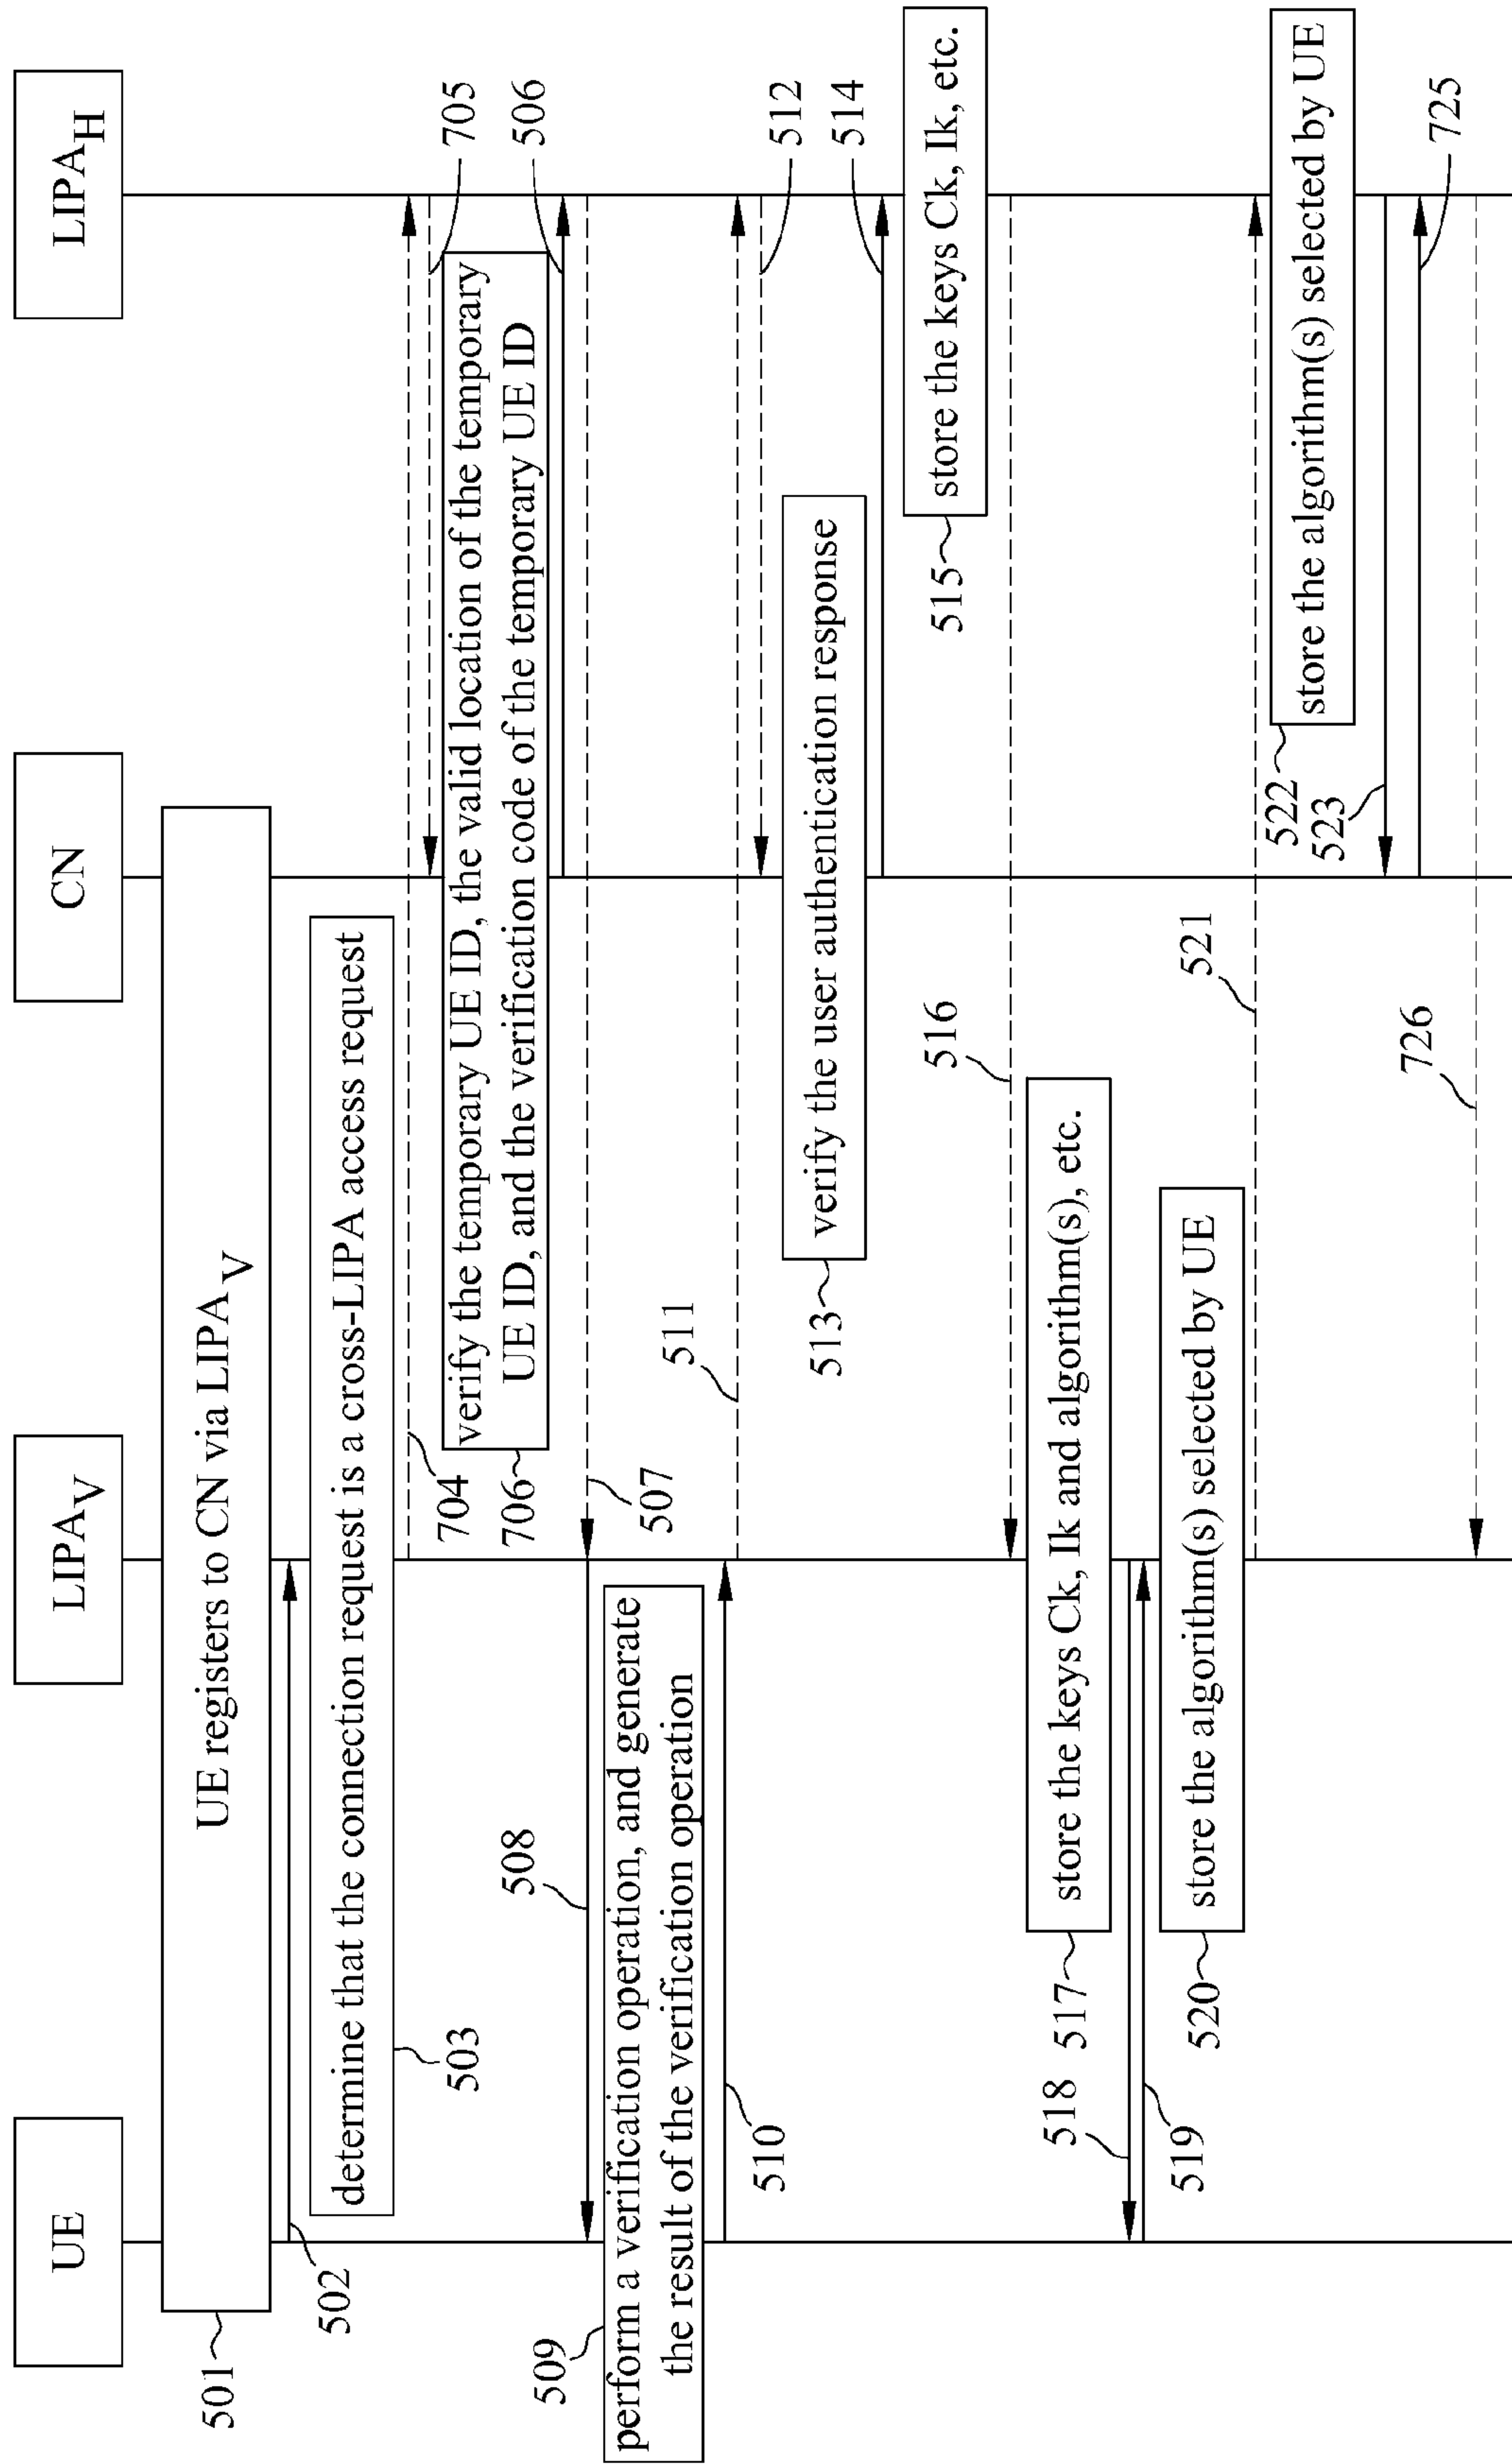 UE
LIPAV
CN
LIPAH
501
UE registers to CN via LIPA V
502
determine that the connection request is a cross-LIPA access request
503
704
705
706
verify the temporary UE ID, the valid location of the temporary
UE ID, and the verification code of the temporary UE ID
506
507
508
509
perform a verification operation, and generate
the result of the verification operation
510
511
512
513
verify the user authentication response
514
515
store the keys Ck, Ik, etc.
516
517
store the keys Ck, Ik and algorithm(s), etc.
518
519
520
store the algorithm(s) selected by UE
521
522
store the algorithm(s) selected by UE
523
725
726